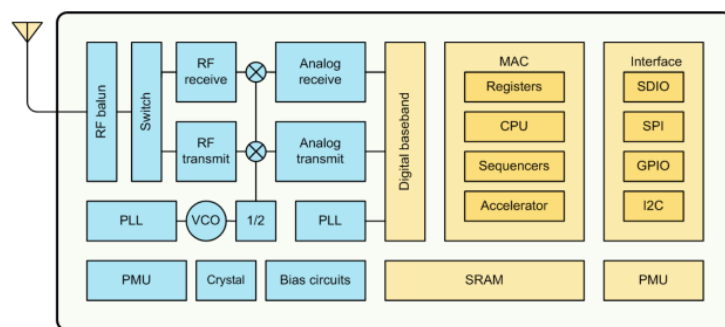 RF balun
Switch
RF
receive
Analog
receive
RF
transmit
Analog
transmit
PLL
VCO
1/2
PLL
Digital baseband
MAC
Registers
CPU
Sequencers
Accelerator
Interface
SDIO
SPI
GPIO
I2C
PMU
Crystal
Bias circuits
SRAM
PMU